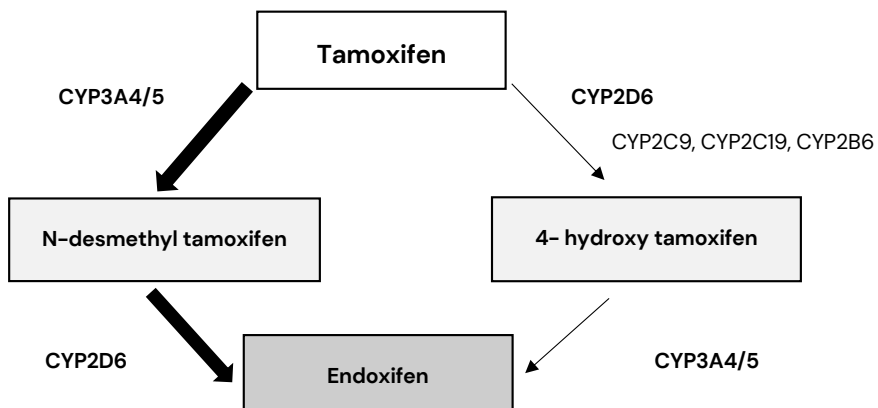 Tamoxifen
CYP3A4/5
CYP2D6
CYP2C9, CYP2C19, CYP2B6
N-desmethyl tamoxifen
4- hydroxy tamoxifen
CYP2D6
Endoxifen
CYP3A4/5